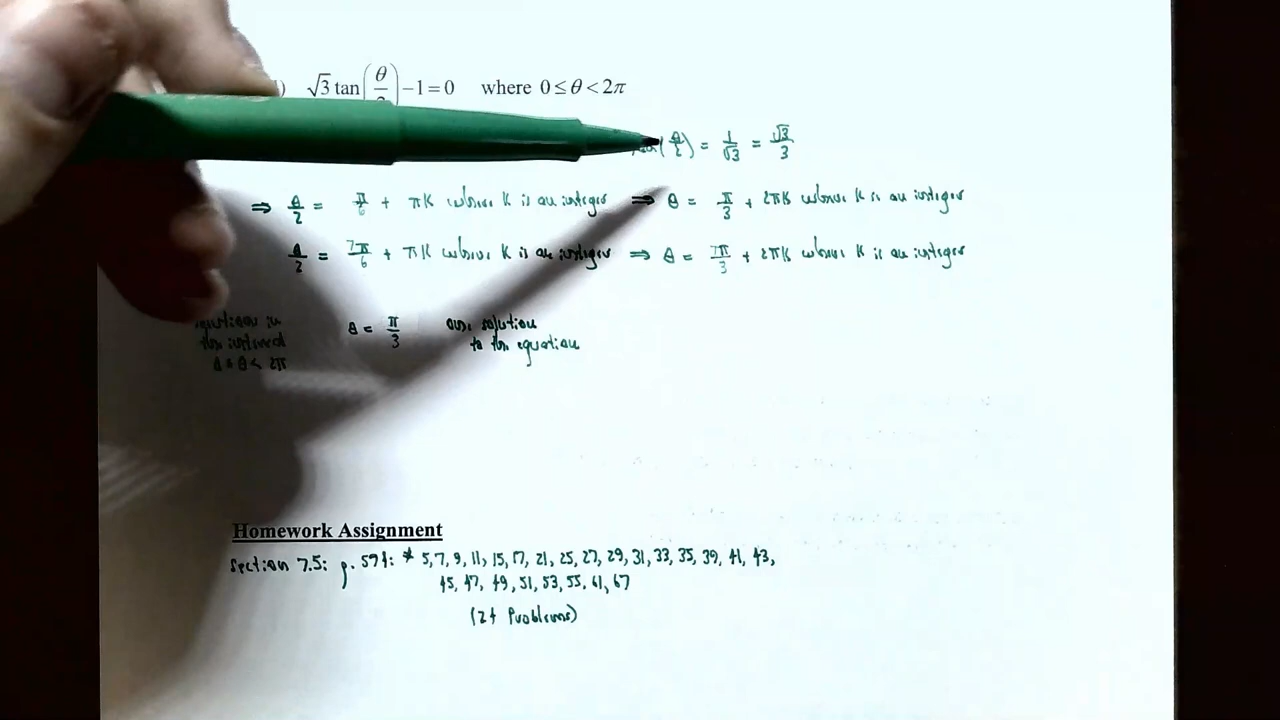 ) √3 tan(θ/2) − 1 = 0 where 0 ≤ θ < 2π
(θ/2) = 1/√3 = √3/3
⇒ θ/2 = π/6 + πK where K is an integer ⇒ θ = π/3 + 2πK where K is an integer
θ/2 = 7π/6 + πK where K is an integer ⇒ θ = 7π/3 + 2πK where K is an integer
solutions in the interval 0 ≤ θ < 2π
θ = π/3
one solution
to the equation
Homework Assignment
Section 7.5: p. 594: # 5, 7, 9, 11, 15, 17, 21, 25, 27, 29, 31, 33, 35, 39, 41, 43,
45, 47, 49, 51, 53, 55, 61, 67
(24 Problems)